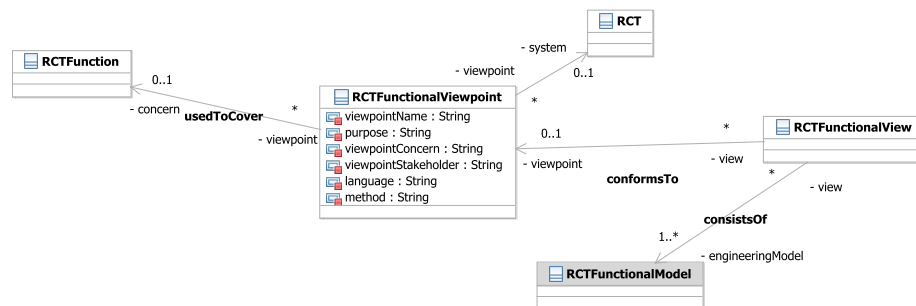 RCT
- system
RCTFunction
- viewpoint
0..1
0..1
RCTFunctionalViewpoint
*
- concern
usedToCover
*
viewpointName : String
- viewpoint
purpose : String
0..1
*
RCTFunctionalView
viewpointConcern : String
- viewpoint
- view
viewpointStakeholder : String
*
conformsTo
- view
language : String
method : String
consistsOf
1..*
- engineeringModel
RCTFunctionalModel